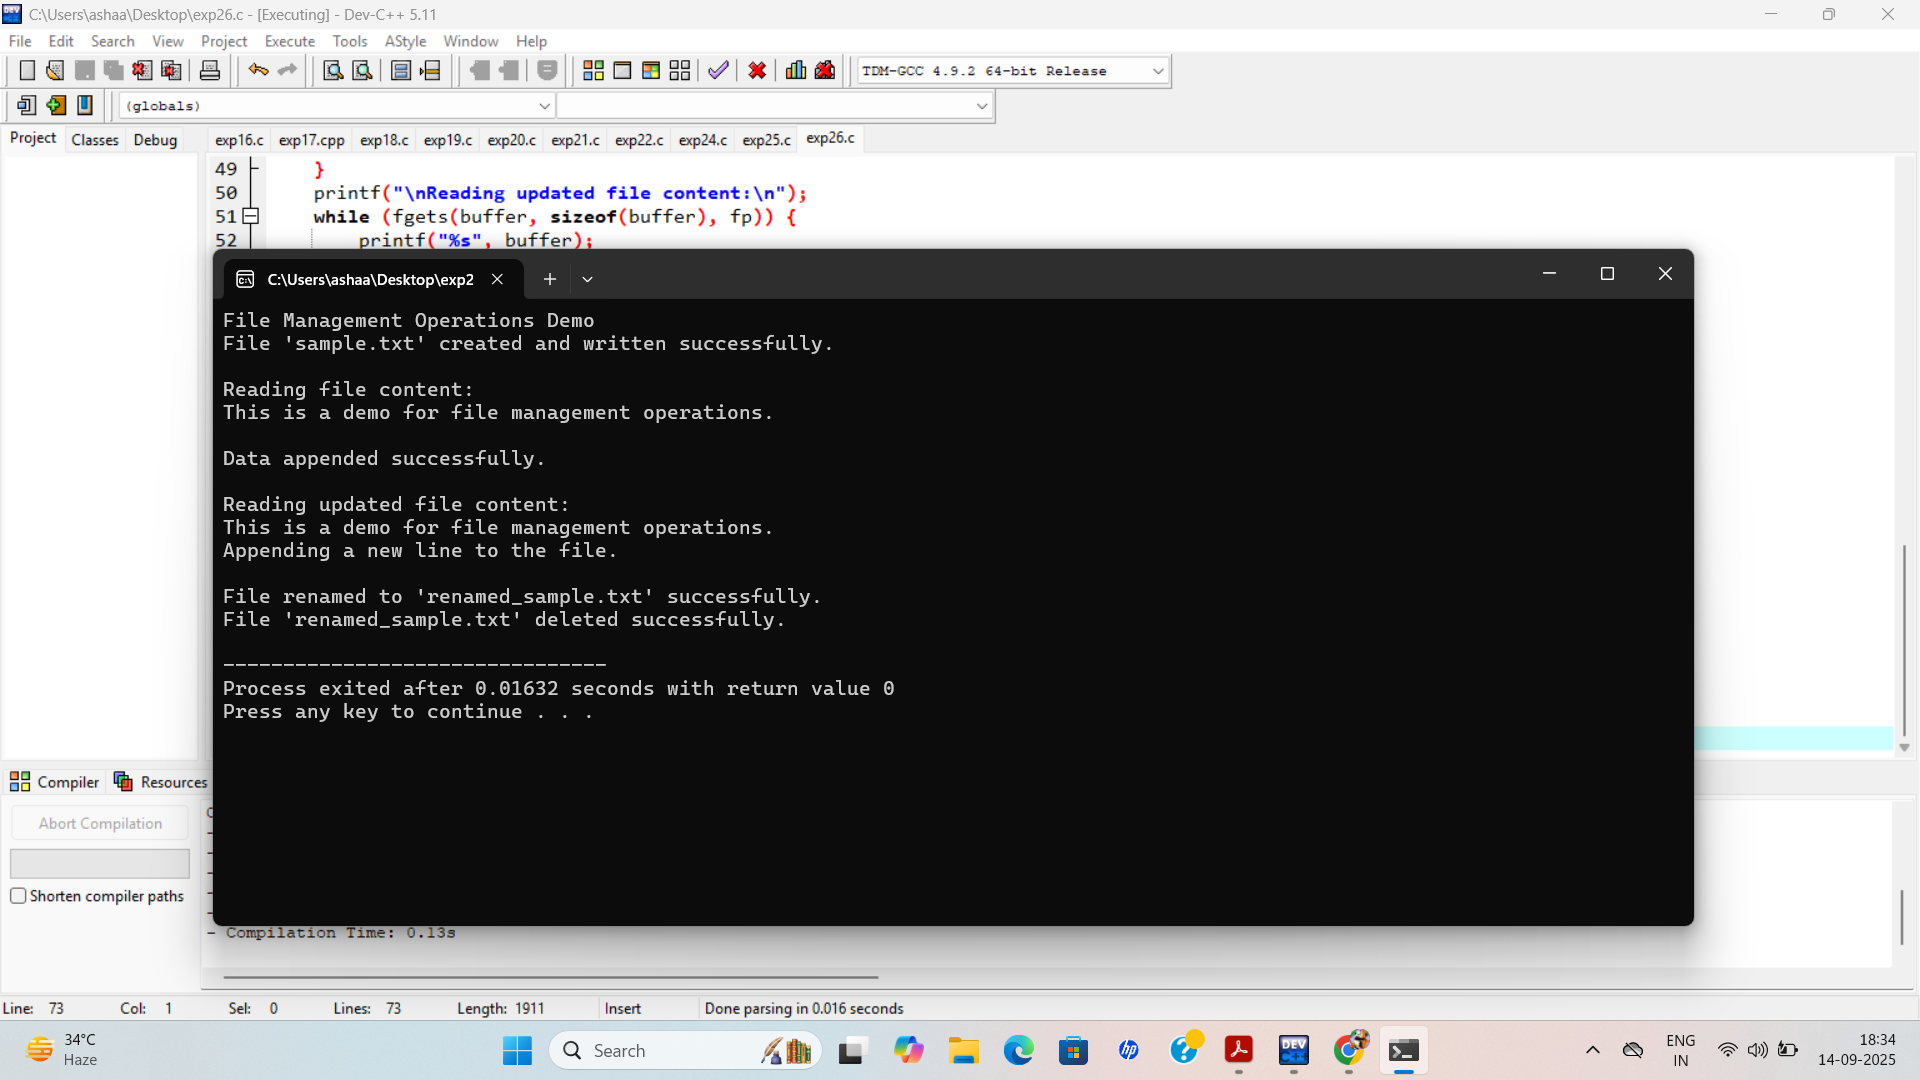 C:\Users\ashaa\Desktop\exp26.c - [Executing] - Dev-C++ 5.11
File Edit Search View Project Execute Tools AStyle Window Help
TDM-GCC 4.9.2 64-bit Release
(globals)
Project Classes Debug
exp16.c exp17.cpp exp18.c exp19.c exp20.c exp21.c exp22.c exp24.c exp25.c exp26.c
49 }
50 printf("\nReading updated file content:\n");
51 while (fgets(buffer, sizeof(buffer), fp)) {
52 printf("%s", buffer);
C:\Users\ashaa\Desktop\exp2
File Management Operations Demo
File 'sample.txt' created and written successfully.
Reading file content:
This is a demo for file management operations.
Data appended successfully.
Reading updated file content:
This is a demo for file management operations.
Appending a new line to the file.
File renamed to 'renamed_sample.txt' successfully.
File 'renamed_sample.txt' deleted successfully.
--------------------------------
Process exited after 0.01632 seconds with return value 0
Press any key to continue . . .
Compiler Resources
Abort Compilation
Shorten compiler paths
- Compilation Time: 0.13s
Line: 73 Col: 1 Sel: 0 Lines: 73 Length: 1911 Insert Done parsing in 0.016 seconds
34°C
Haze
Search
DEV
hp
ENG
IN
18:34
14-09-2025